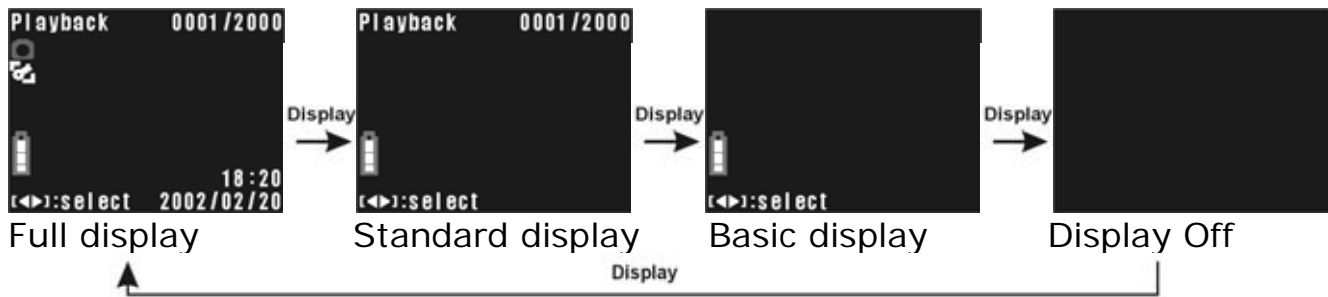 Playback 0001/2000
18:20
[◀▶]:select 2002/02/20
Full display
Display
Playback 0001/2000
[◀▶]:select
Standard display
Display
[◀▶]:select
Basic display
Display
Display Off
Display